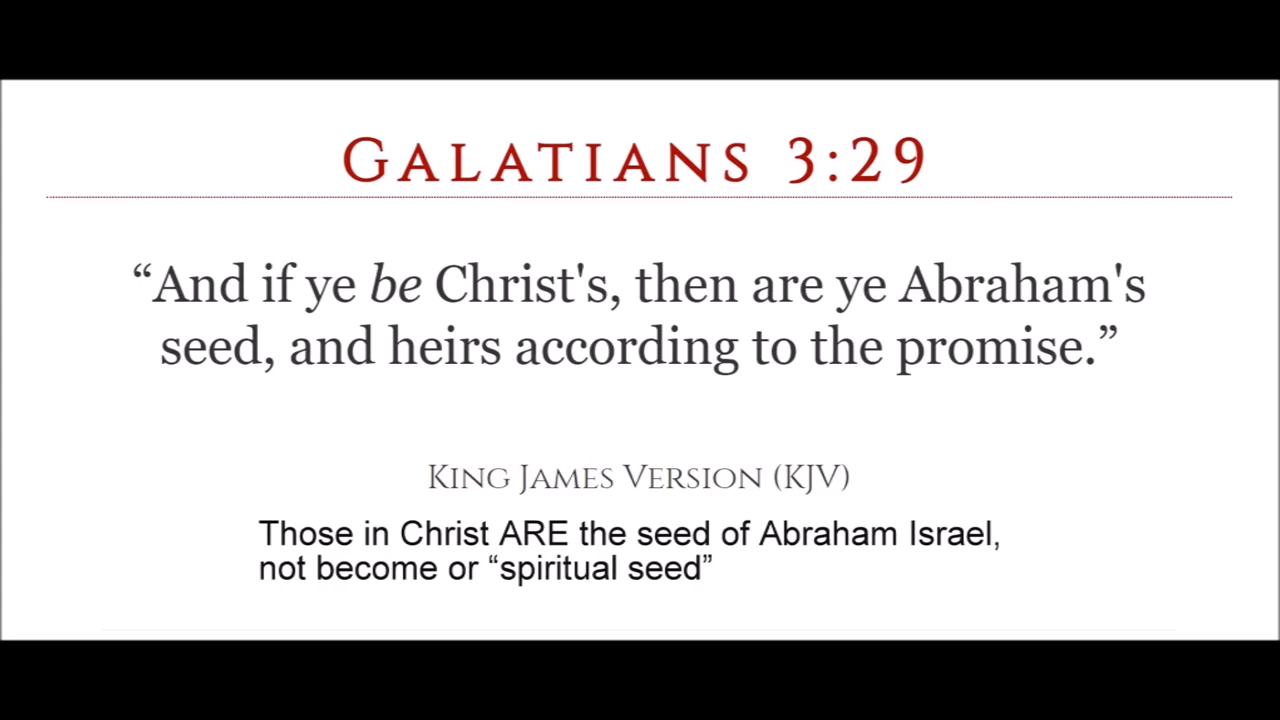 GALATIANS 3:29
“And if ye be Christ's, then are ye Abraham's
seed, and heirs according to the promise.”
KING JAMES VERSION (KJV)
Those in Christ ARE the seed of Abraham Israel,
not become or “spiritual seed”